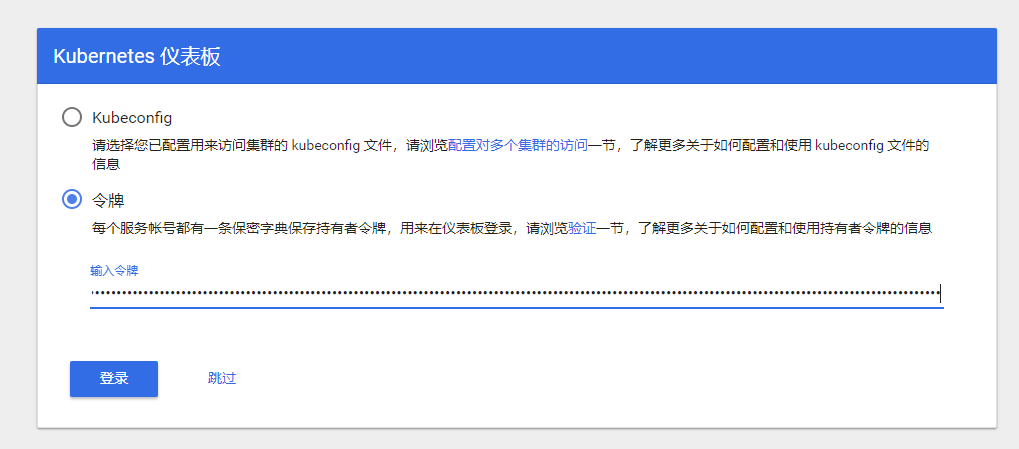 Kubernetes 仪表板
Kubeconfig
请选择您已配置用来访问集群的 kubeconfig 文件，请浏览配置对多个集群的访问一节，了解更多关于如何配置和使用 kubeconfig 文件的
信息
令牌
每个服务帐号都有一条保密字典保存持有者令牌，用来在仪表板登录，请浏览验证一节，了解更多关于如何配置和使用持有者令牌的信息
输入令牌
登录 跳过